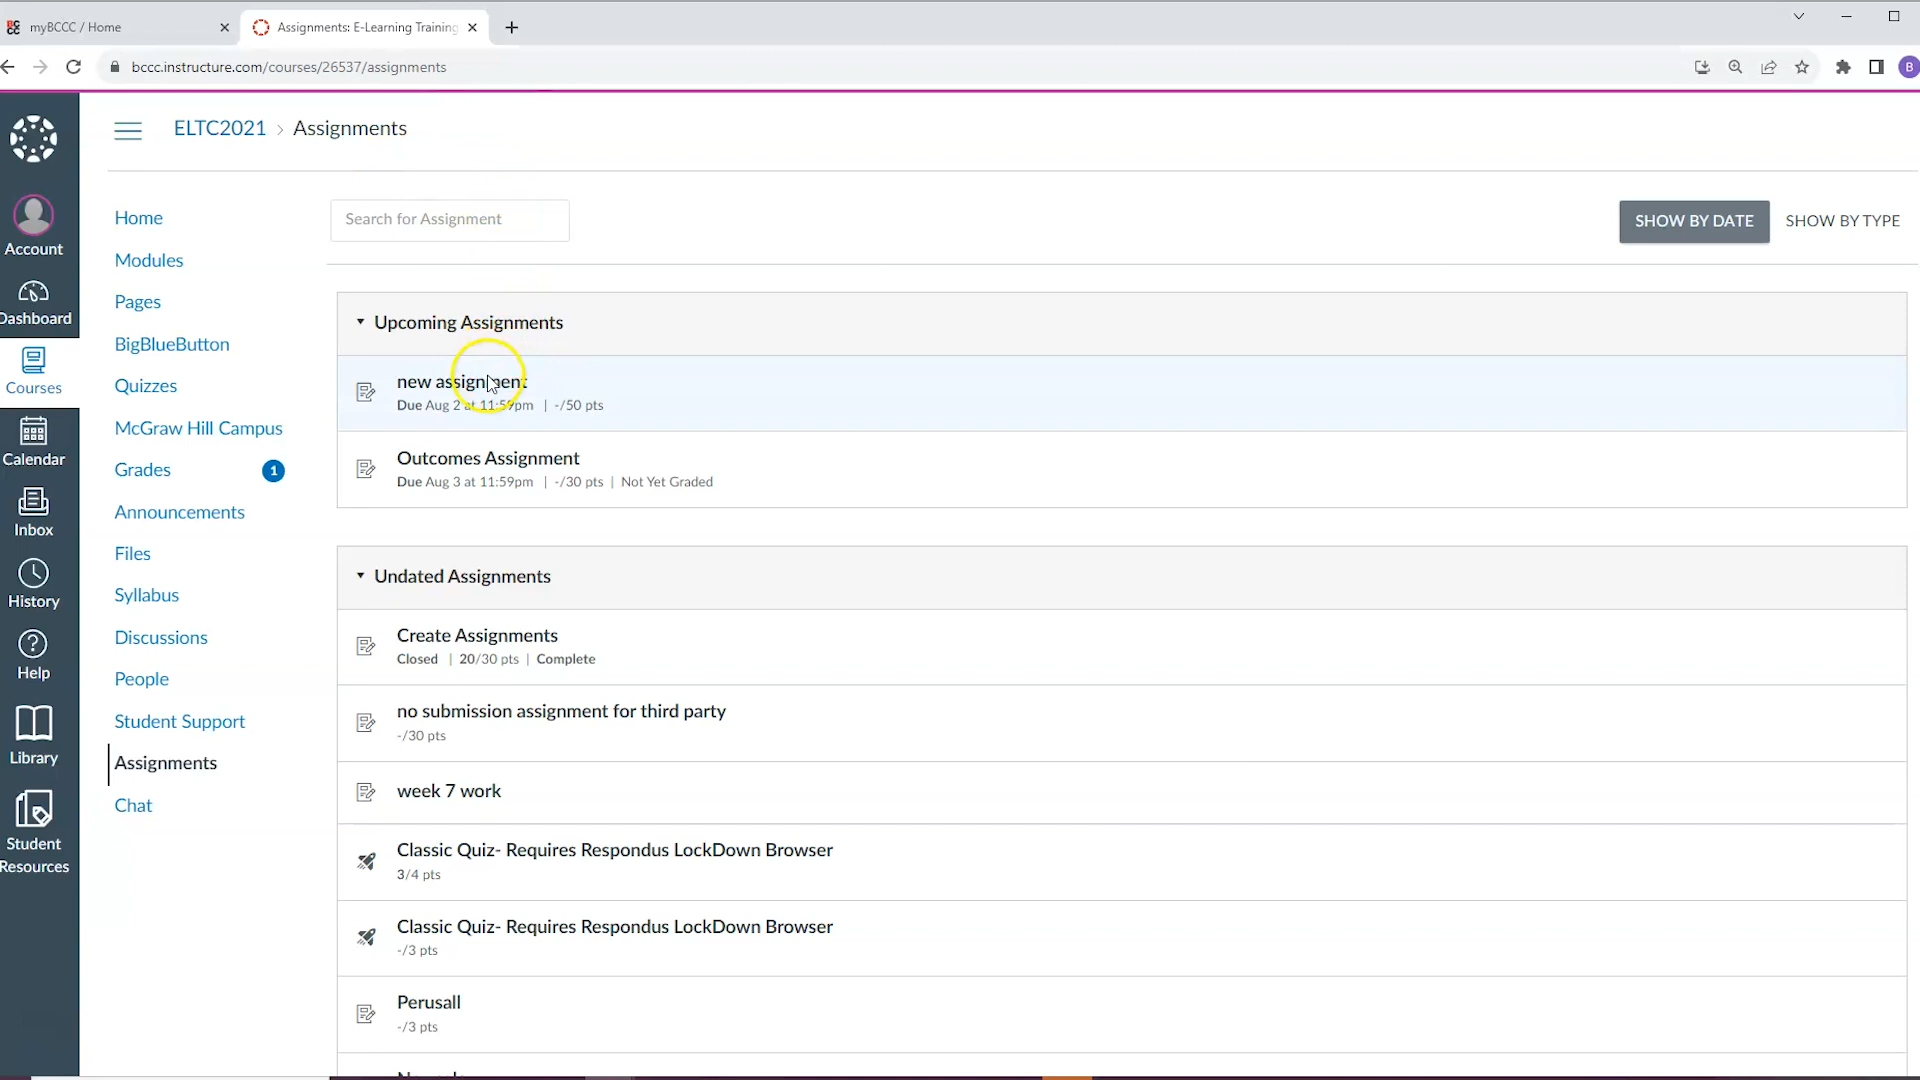 myBCCC / Home
Assignments: E-Learning Training
bccc.instructure.com/courses/26537/assignments
B
ELTC2021 › Assignments
Account
Dashboard
Courses
Calendar
Inbox
History
Help
Library
Student
Resources
Home
Modules
Pages
BigBlueButton
Quizzes
McGraw Hill Campus
Grades 1
Announcements
Files
Syllabus
Discussions
People
Student Support
Assignments
Chat
Search for Assignment
SHOW BY DATE SHOW BY TYPE
Upcoming Assignments
new assignment
Due Aug 2 at 11:59pm | -/50 pts
Outcomes Assignment
Due Aug 3 at 11:59pm | -/30 pts | Not Yet Graded
Undated Assignments
Create Assignments
Closed | 20/30 pts | Complete
no submission assignment for third party
-/30 pts
week 7 work
Classic Quiz- Requires Respondus LockDown Browser
3/4 pts
Classic Quiz- Requires Respondus LockDown Browser
-/3 pts
Perusall
-/3 pts